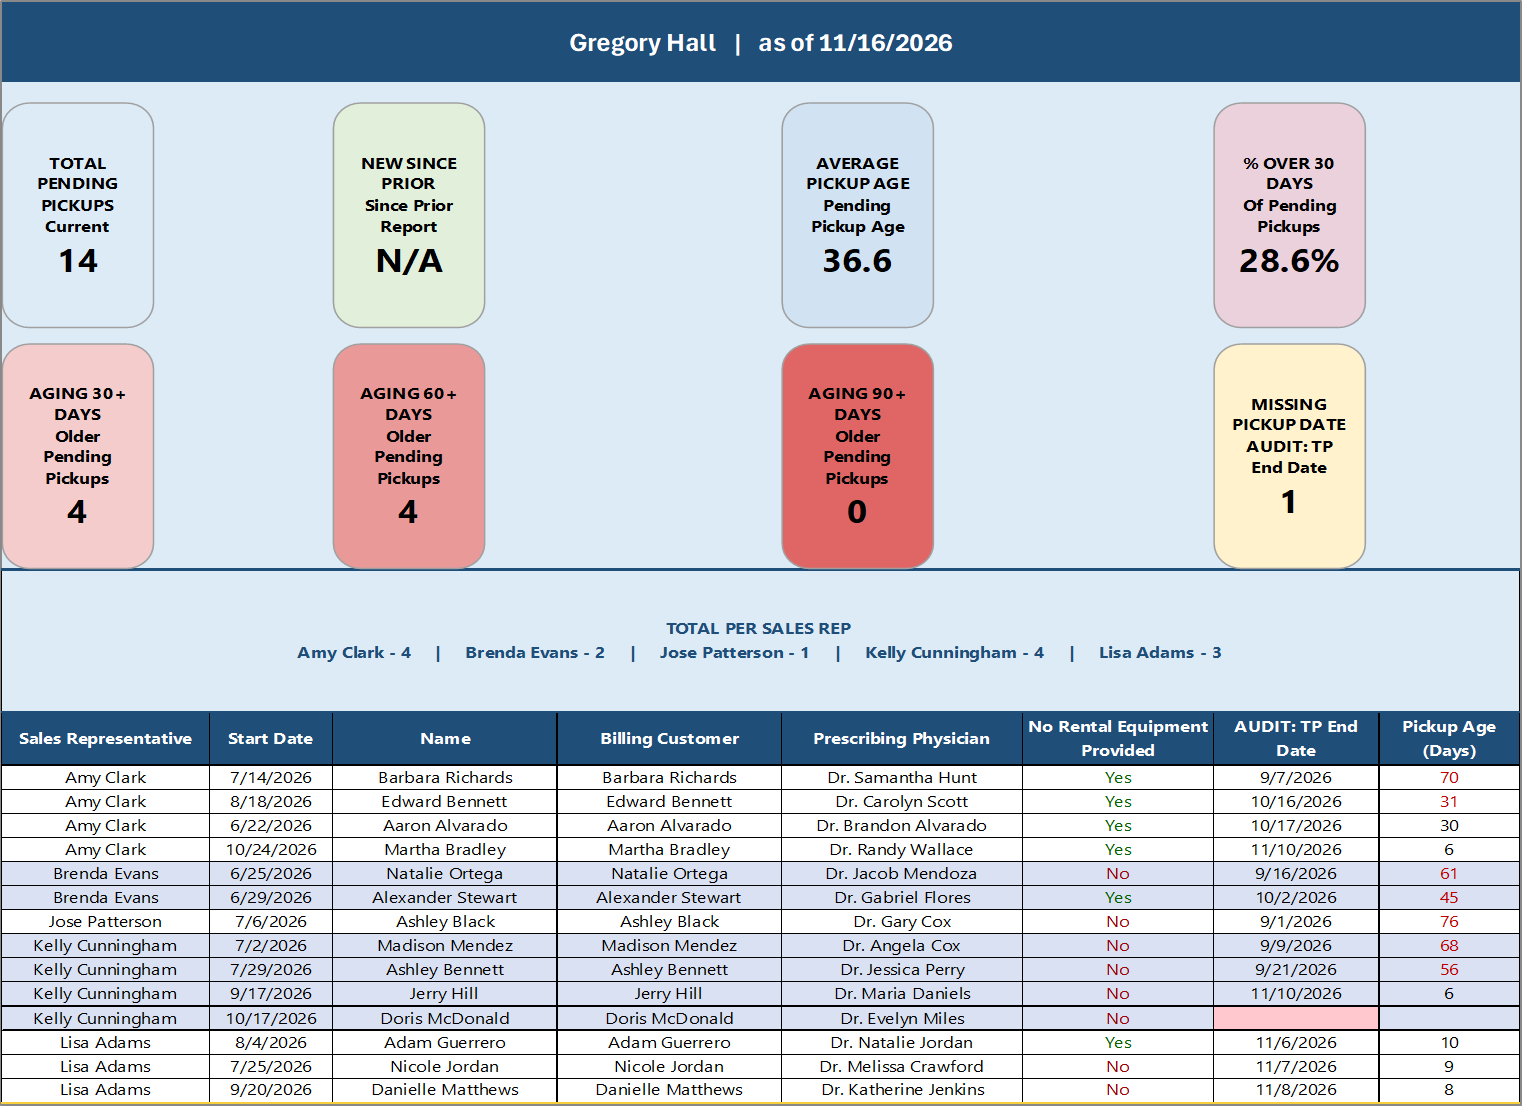 Gregory Hall | as of 11/16/2026
TOTAL
PENDING
PICKUPS
Current
14
NEW SINCE
PRIOR
Since Prior
Report
N/A
AVERAGE
PICKUP AGE
Pending
Pickup Age
36.6
% OVER 30
DAYS
Of Pending
Pickups
28.6%
AGING 30+
DAYS
Older
Pending
Pickups
4
AGING 60+
DAYS
Older
Pending
Pickups
4
AGING 90+
DAYS
Older
Pending
Pickups
0
MISSING
PICKUP DATE
AUDIT: TP
End Date
1
TOTAL PER SALES REP
Amy Clark - 4 | Brenda Evans - 2 | Jose Patterson - 1 | Kelly Cunningham - 4 | Lisa Adams - 3
Sales Representative Start Date Name Billing Customer Prescribing Physician No Rental Equipment Provided AUDIT: TP End Date Pickup Age (Days)
Amy Clark 7/14/2026 Barbara Richards Barbara Richards Dr. Samantha Hunt Yes 9/7/2026 70
Amy Clark 8/18/2026 Edward Bennett Edward Bennett Dr. Carolyn Scott Yes 10/16/2026 31
Amy Clark 6/22/2026 Aaron Alvarado Aaron Alvarado Dr. Brandon Alvarado Yes 10/17/2026 30
Amy Clark 10/24/2026 Martha Bradley Martha Bradley Dr. Randy Wallace Yes 11/10/2026 6
Brenda Evans 6/25/2026 Natalie Ortega Natalie Ortega Dr. Jacob Mendoza No 9/16/2026 61
Brenda Evans 6/29/2026 Alexander Stewart Alexander Stewart Dr. Gabriel Flores Yes 10/2/2026 45
Jose Patterson 7/6/2026 Ashley Black Ashley Black Dr. Gary Cox No 9/1/2026 76
Kelly Cunningham 7/2/2026 Madison Mendez Madison Mendez Dr. Angela Cox No 9/9/2026 68
Kelly Cunningham 7/29/2026 Ashley Bennett Ashley Bennett Dr. Jessica Perry No 9/21/2026 56
Kelly Cunningham 9/17/2026 Jerry Hill Jerry Hill Dr. Maria Daniels No 11/10/2026 6
Kelly Cunningham 10/17/2026 Doris McDonald Doris McDonald Dr. Evelyn Miles No
Lisa Adams 8/4/2026 Adam Guerrero Adam Guerrero Dr. Natalie Jordan Yes 11/6/2026 10
Lisa Adams 7/25/2026 Nicole Jordan Nicole Jordan Dr. Melissa Crawford No 11/7/2026 9
Lisa Adams 9/20/2026 Danielle Matthews Danielle Matthews Dr. Katherine Jenkins No 11/8/2026 8